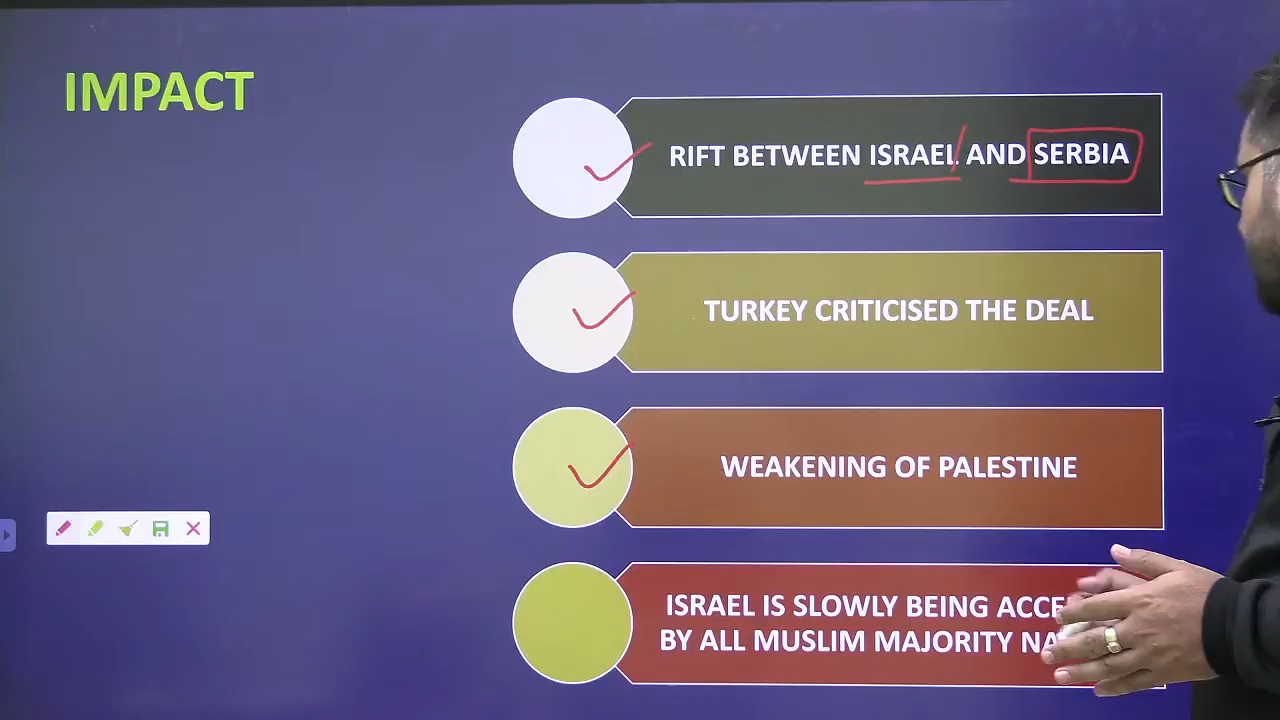 IMPACT
RIFT BETWEEN ISRAEL AND SERBIA
TURKEY CRITICISED THE DEAL
WEAKENING OF PALESTINE
ISRAEL IS SLOWLY BEING
BY ALL MUSLIM MAJORITY